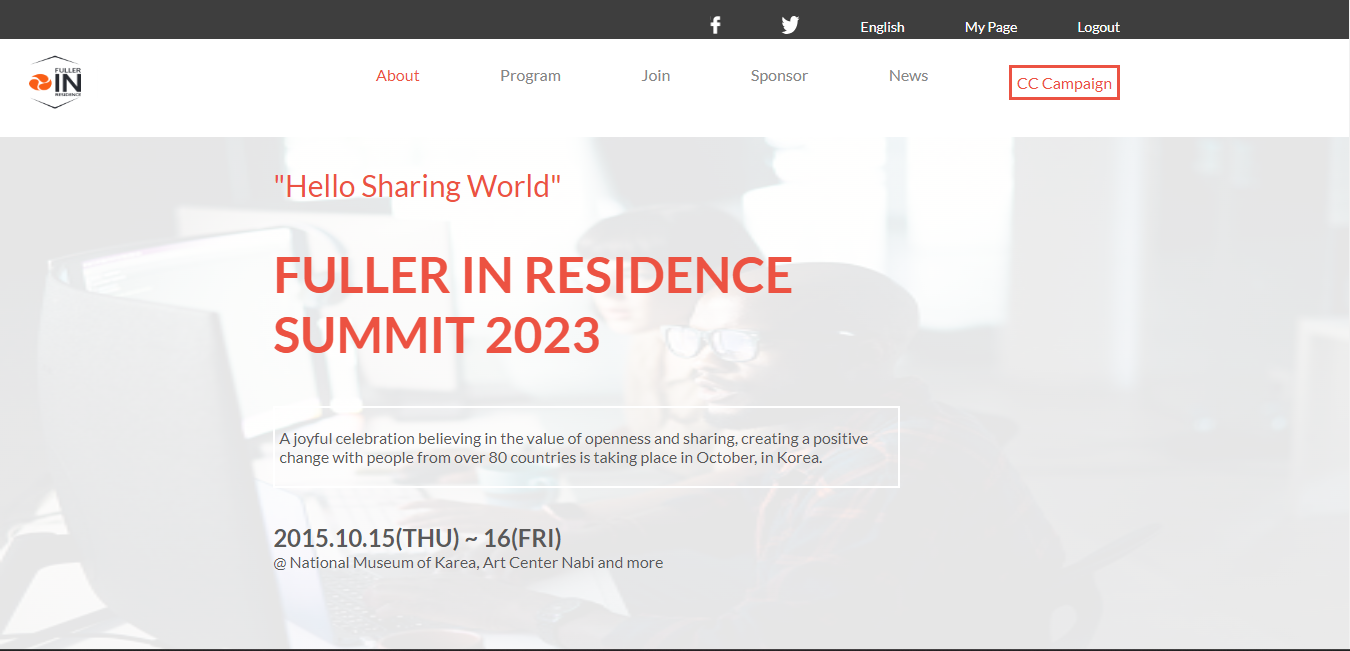 English
My Page
Logout
FULLER
IN
RESIDENCE
About
Program
Join
Sponsor
News
CC Campaign
"Hello Sharing World"
FULLER IN RESIDENCE
SUMMIT 2023
A joyful celebration believing in the value of openness and sharing, creating a positive
change with people from over 80 countries is taking place in October, in Korea.
2015.10.15(THU) ~ 16(FRI)
@ National Museum of Karea, Art Center Nabi and more